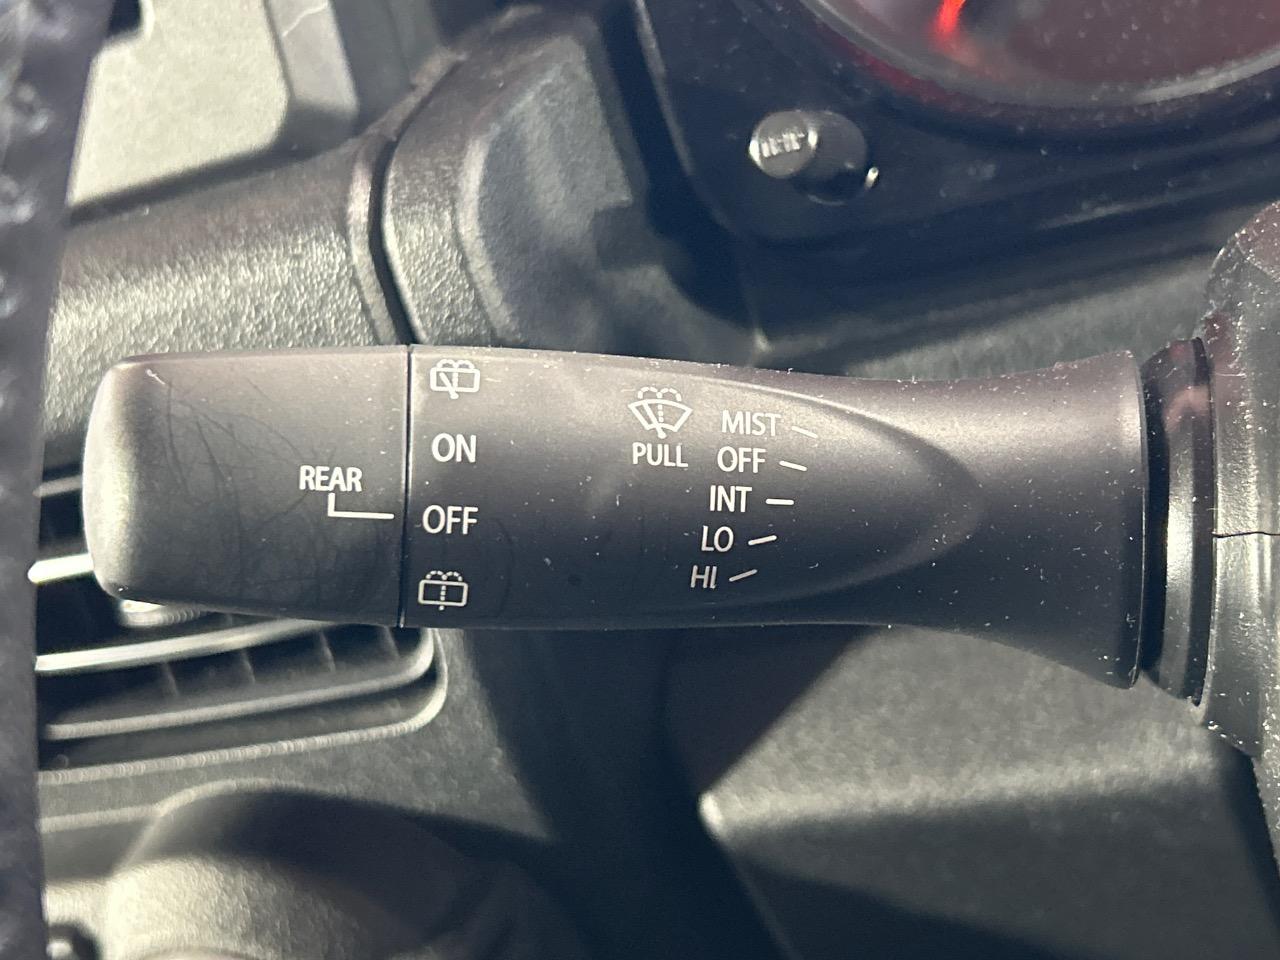 MIST
PULL OFF
ON
REAR
INT
OFF
LO
HI